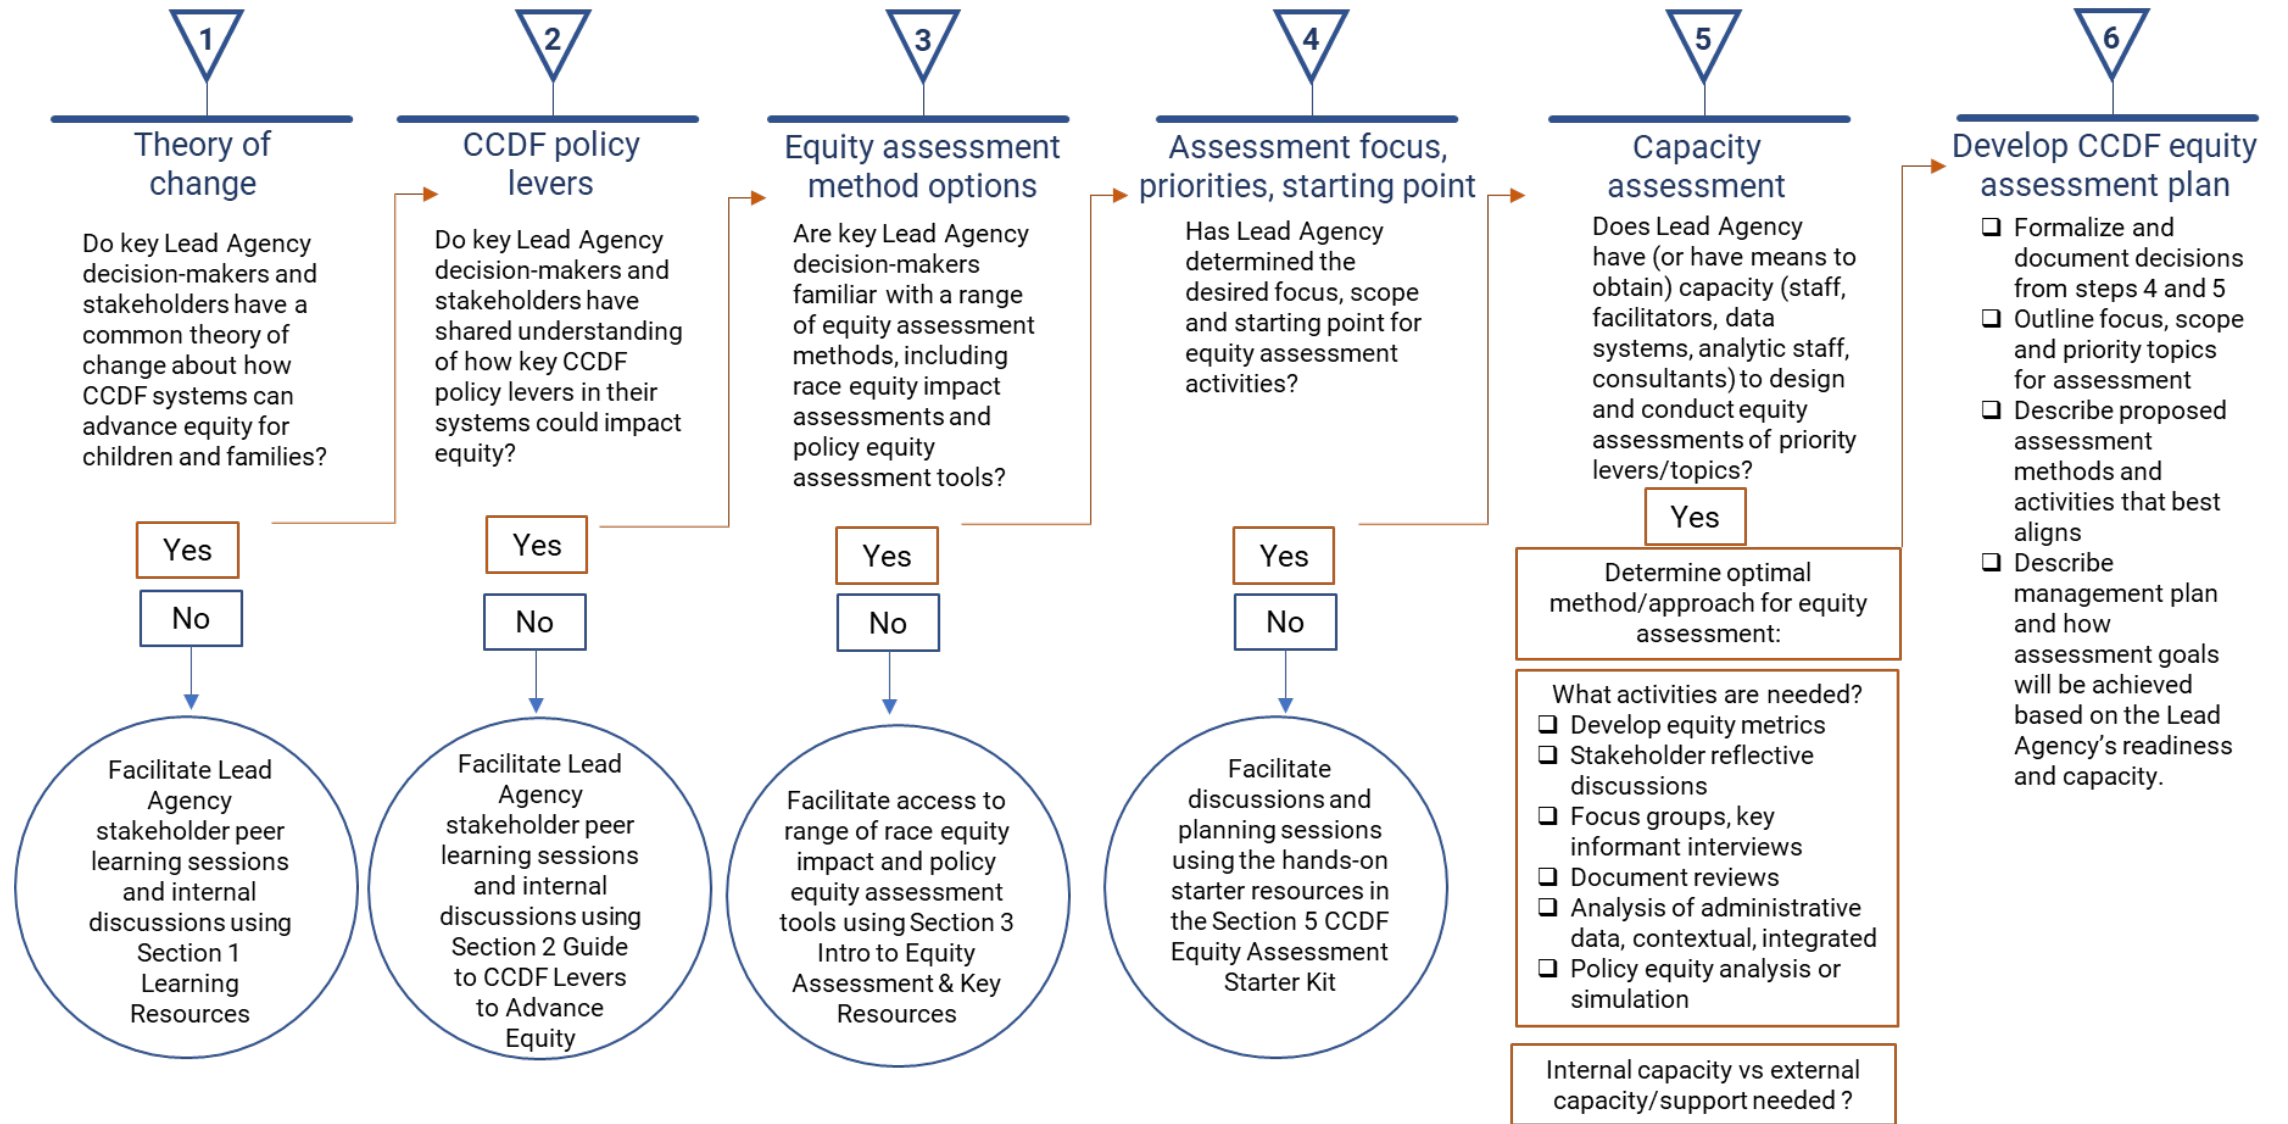 1
Theory of
change
Do key Lead Agency
decision-makers and
stakeholders have a
common theory of
change about how
CCDF systems can
advance equity for
children and families?
Yes
No
Facilitate Lead
Agency
stakeholder peer
learning sessions
and internal
discussions using
Section 1
Learning
Resources
2
CCDF policy
levers
Do key Lead Agency
decision-makers and
stakeholders have
shared understanding
of how key CCDF
policy levers in their
systems could impact
equity?
Yes
No
Facilitate Lead
Agency
stakeholder peer
learning sessions
and internal
discussions using
Section 2 Guide
to CCDF Levers
to Advance
Equity
3
Equity assessment
method options
Are key Lead Agency
decision-makers
familiar with a range
of equity assessment
methods, including
race equity impact
assessments and
policy equity
assessment tools?
Yes
No
Facilitate access to
range of race equity
impact and policy
equity assessment
tools using Section 3
Intro to Equity
Assessment & Key
Resources
4
Assessment focus,
priorities, starting point
Has Lead Agency
determined the
desired focus, scope
and starting point for
equity assessment
activities?
Yes
No
Facilitate
discussions and
planning sessions
using the hands-on
starter resources in
the Section 5 CCDF
Equity Assessment
Starter Kit
5
Capacity
assessment
Does Lead Agency
have (or have means to
obtain) capacity (staff,
facilitators, data
systems, analytic staff,
consultants) to design
and conduct equity
assessments of priority
levers/topics?
Yes
Determine optimal
method/approach for equity
assessment:
What activities are needed?
❑ Develop equity metrics
❑ Stakeholder reflective
discussions
❑ Focus groups, key
informant interviews
❑ Document reviews
❑ Analysis of administrative
data, contextual, integrated
❑ Policy equity analysis or
simulation
Internal capacity vs external
capacity/support needed ?
6
Develop CCDF equity
assessment plan
❑ Formalize and
document decisions
from steps 4 and 5
❑ Outline focus, scope
and priority topics
for assessment
❑ Describe proposed
assessment
methods and
activities that best
aligns
❑ Describe
management plan
and how
assessment goals
will be achieved
based on the Lead
Agency’s readiness
and capacity.